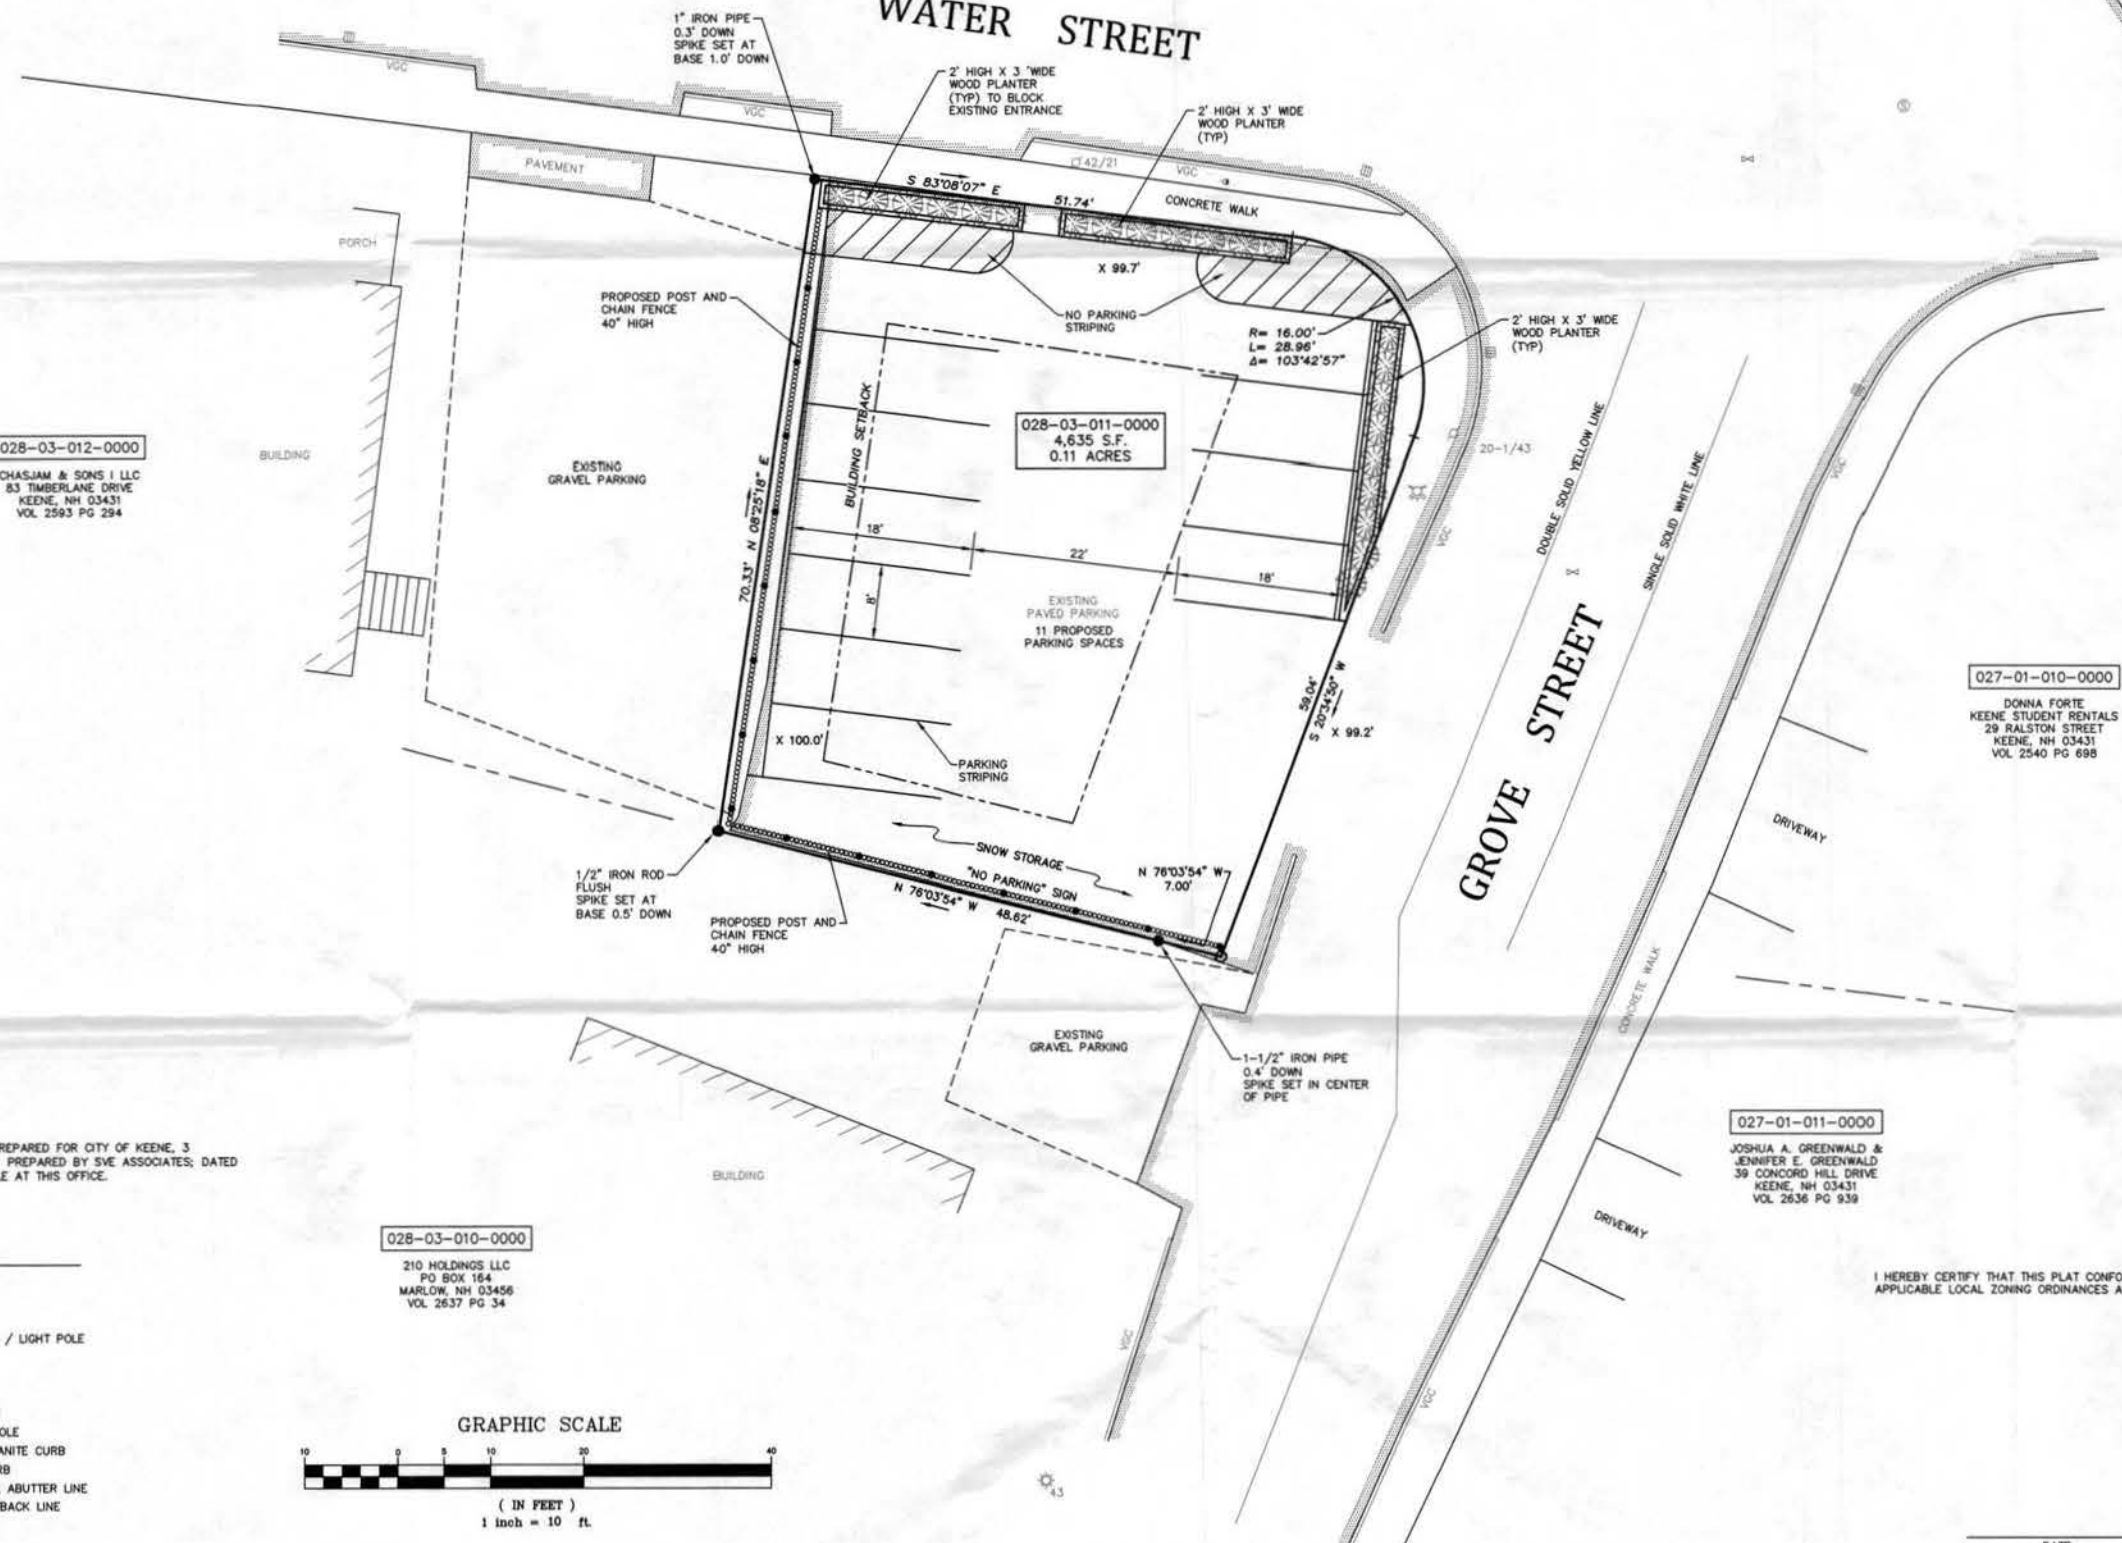 WATER STREET
1" IRON PIPE
0.3' DOWN
SPIKE SET AT
BASE 1.0' DOWN
2' HIGH X 3 'WIDE
WOOD PLANTER
(TYP) TO BLOCK
EXISTING ENTRANCE
2' HIGH X 3' WIDE
WOOD PLANTER
(TYP)
VGC
VGC
PAVEMENT
42/21
VGC
S 83°08'07" E
51.74'
CONCRETE WALK
PORCH
X 99.7'
PROPOSED POST AND
CHAIN FENCE
40" HIGH
NO PARKING
STRIPING
R= 16.00'
L= 28.96'
Δ= 103°42'57"
2' HIGH X 3' WIDE
WOOD PLANTER
(TYP)
028-03-012-0000
CHASJAM & SONS I LLC
83 TIMBERLANE DRIVE
KEENE, NH 03431
VOL 2593 PG 294
BUILDING
EXISTING
GRAVEL PARKING
BUILDING SETBACK
028-03-011-0000
4,635 S.F.
0.11 ACRES
20-1/43
VGC
DOUBLE SOLID YELLOW LINE
SINGLE SOLID WHITE LINE
VGC
70.33' N 08°25'18" E
18'
22'
18'
8'
EXISTING
PAVED PARKING
11 PROPOSED
PARKING SPACES
59.04'
S 20°34'50" W
X 99.2'
X 100.0'
PARKING
STRIPING
GROVE STREET
027-01-010-0000
DONNA FORTE
KEENE STUDENT RENTALS
29 RALSTON STREET
KEENE, NH 03431
VOL 2540 PG 698
DRIVEWAY
SNOW STORAGE
"NO PARKING" SIGN
N 76°03'54" W
7.00'
N 76°03'54" W 48.62'
1/2" IRON ROD
FLUSH
SPIKE SET AT
BASE 0.5' DOWN
PROPOSED POST AND
CHAIN FENCE
40" HIGH
CONCRETE WALK
EXISTING
GRAVEL PARKING
1-1/2" IRON PIPE
0.4' DOWN
SPIKE SET IN CENTER
OF PIPE
027-01-011-0000
JOSHUA A. GREENWALD &
JENNIFER E. GREENWALD
39 CONCORD HILL DRIVE
KEENE, NH 03431
VOL 2636 PG 939
DRIVEWAY
REPARED FOR CITY OF KEENE, 3
PREPARED BY SVE ASSOCIATES; DATED
E AT THIS OFFICE.
BUILDING
028-03-010-0000
210 HOLDINGS LLC
PO BOX 164
MARLOW, NH 03456
VOL 2637 PG 34
I HEREBY CERTIFY THAT THIS PLAT CONFO
APPLICABLE LOCAL ZONING ORDINANCES A
/ LIGHT POLE
OLE
ANITE CURB
RB
ABUTTER LINE
BACK LINE
VGC
VGC
43
GRAPHIC SCALE
10 0 5 10 20 40
( IN FEET )
1 inch = 10 ft.